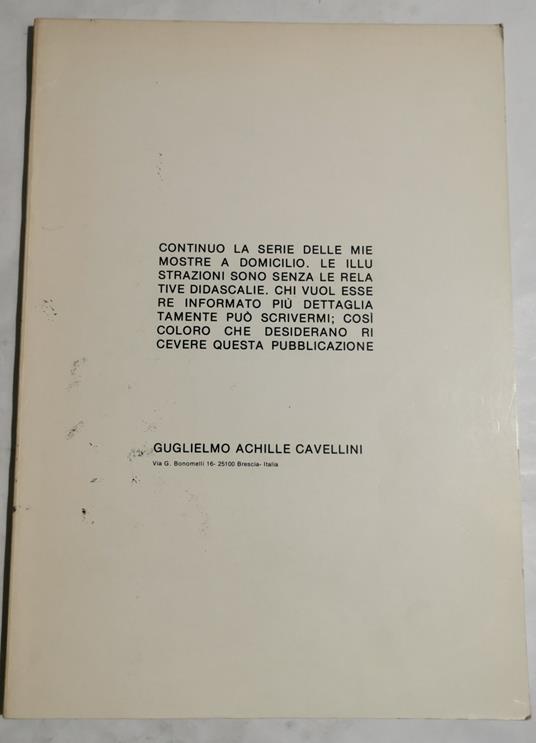 CONTINUO LA SERIE DELLE MIE
MOSTRE A DOMICILIO. LE ILLU
STRAZIONI SONO SENZA LE RELA
TIVE DIDASCALIE. CHI VUOL ESSE
RE INFORMATO PIÙ DETTAGLIA
TAMENTE PUÒ SCRIVERMI; COSÌ
COLORO CHE DESIDERANO RI
CEVERE QUESTA PUBBLICAZIONE
GUGLIELMO ACHILLE CAVELLINI
Via G. Bonomelli 16- 25100 Brescia- Italia